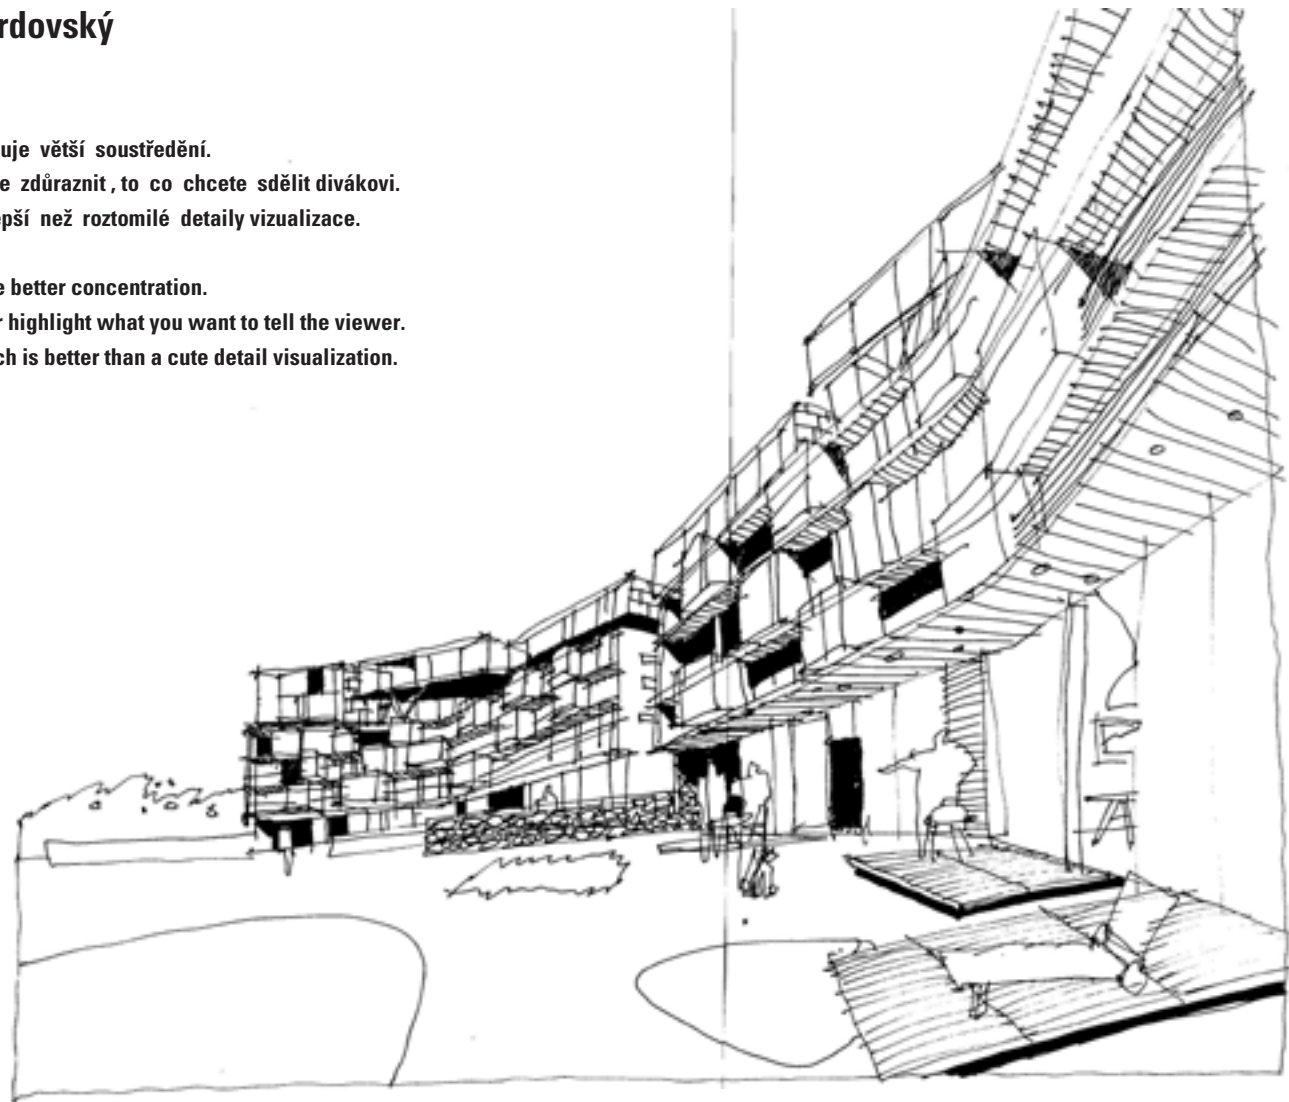 rdovský
uje větší soustředění.
e zdůraznit , to co chcete sdělit divákovi.
epší než roztomilé detaily vizualizace.
e better concentration.
r highlight what you want to tell the viewer.
ch is better than a cute detail visualization.